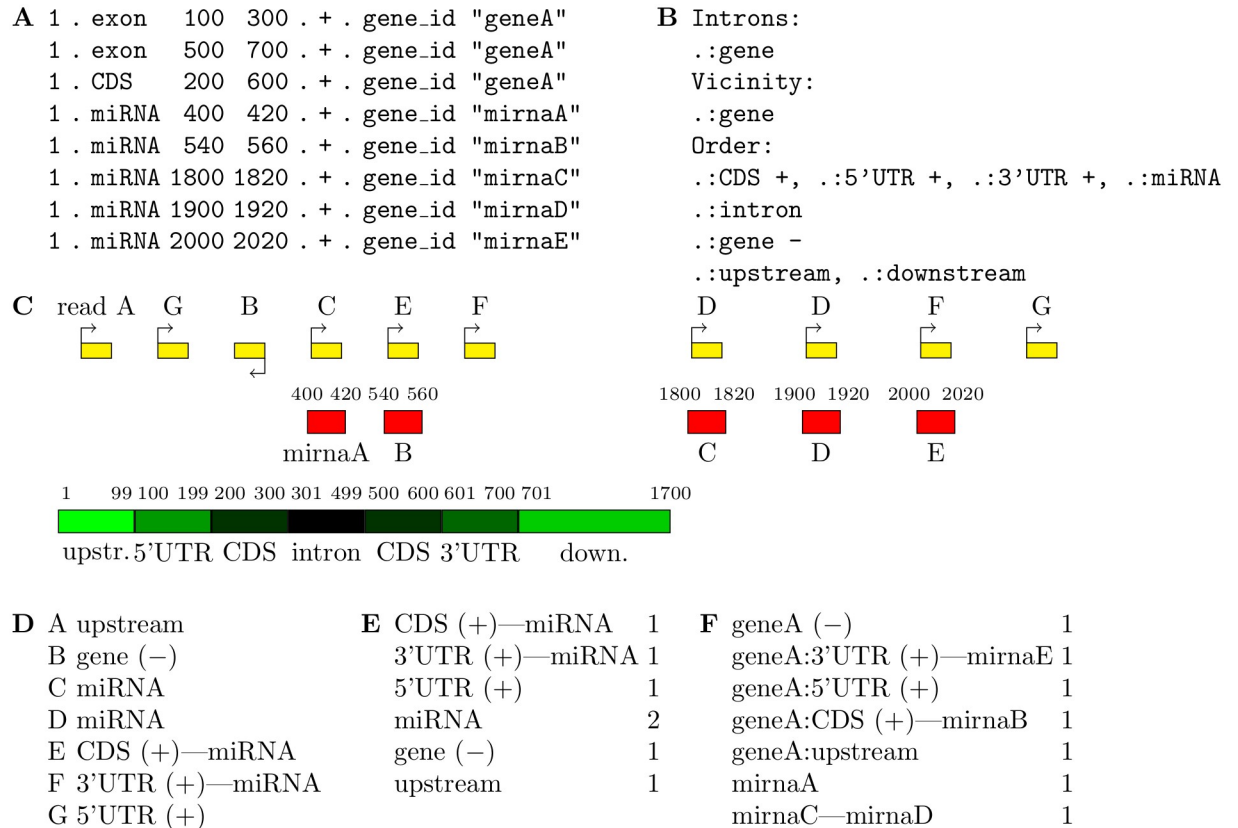 A 1 . exon 100 300 . + . gene_id "geneA"
1 . exon 500 700 . + . gene_id "geneA"
1 . CDS 200 600 . + . gene_id "geneA"
1 . miRNA 400 420 . + . gene_id "mirnaA"
1 . miRNA 540 560 . + . gene_id "mirnaB"
1 . miRNA 1800 1820 . + . gene_id "mirnaC"
1 . miRNA 1900 1920 . + . gene_id "mirnaD"
1 . miRNA 2000 2020 . + . gene_id "mirnaE"
B Introns:
.:gene
Vicinity:
.:gene
Order:
.:CDS +, .:5'UTR +, .:3'UTR +, .:miRNA
.:intron
.:gene -
.:upstream, .:downstream
C read A G B C E F D D F G
400 420 540 560 1800 1820 1900 1920 2000 2020
mirnaA B C D E
1 99 100 199 200 300 301 499 500 600 601 700 701 1700
upstr. 5'UTR CDS intron CDS 3'UTR down.
D A upstream
B gene (−)
C miRNA
D miRNA
E CDS (+)—miRNA
F 3'UTR (+)—miRNA
G 5'UTR (+)
E CDS (+)—miRNA 1
3'UTR (+)—miRNA 1
5'UTR (+) 1
miRNA 2
gene (−) 1
upstream 1
F geneA (−) 1
geneA:3'UTR (+)—mirnaE 1
geneA:5'UTR (+) 1
geneA:CDS (+)—mirnaB 1
geneA:upstream 1
mirnaA 1
mirnaC—mirnaD 1